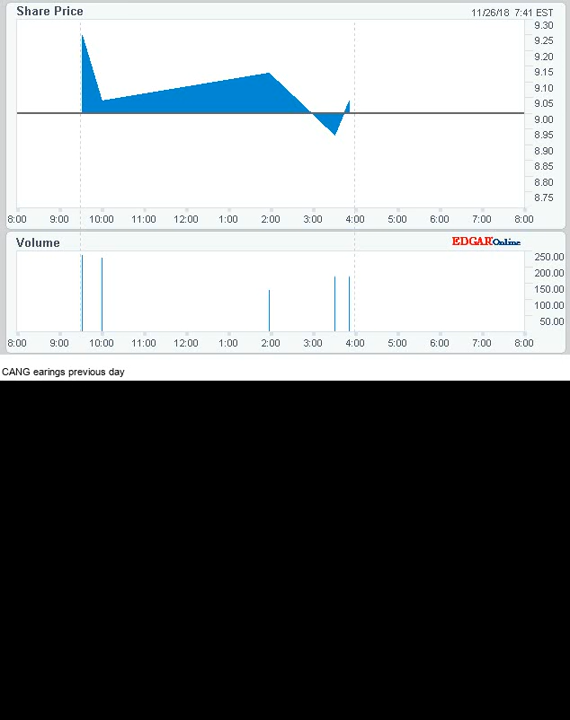 Share Price
11/26/18 7:41 EST
9.30
9.25
9.20
9.15
9.10
9.05
9.00
8.95
8.90
8.85
8.80
8.75
8:00 9:00 10:00 11:00 12:00 1:00 2:00 3:00 4:00 5:00 6:00 7:00 8:00
Volume
EDGAROnline
250.00
200.00
150.00
100.00
50.00
8:00 9:00 10:00 11:00 12:00 1:00 2:00 3:00 4:00 5:00 6:00 7:00 8:00
CANG earings previous day